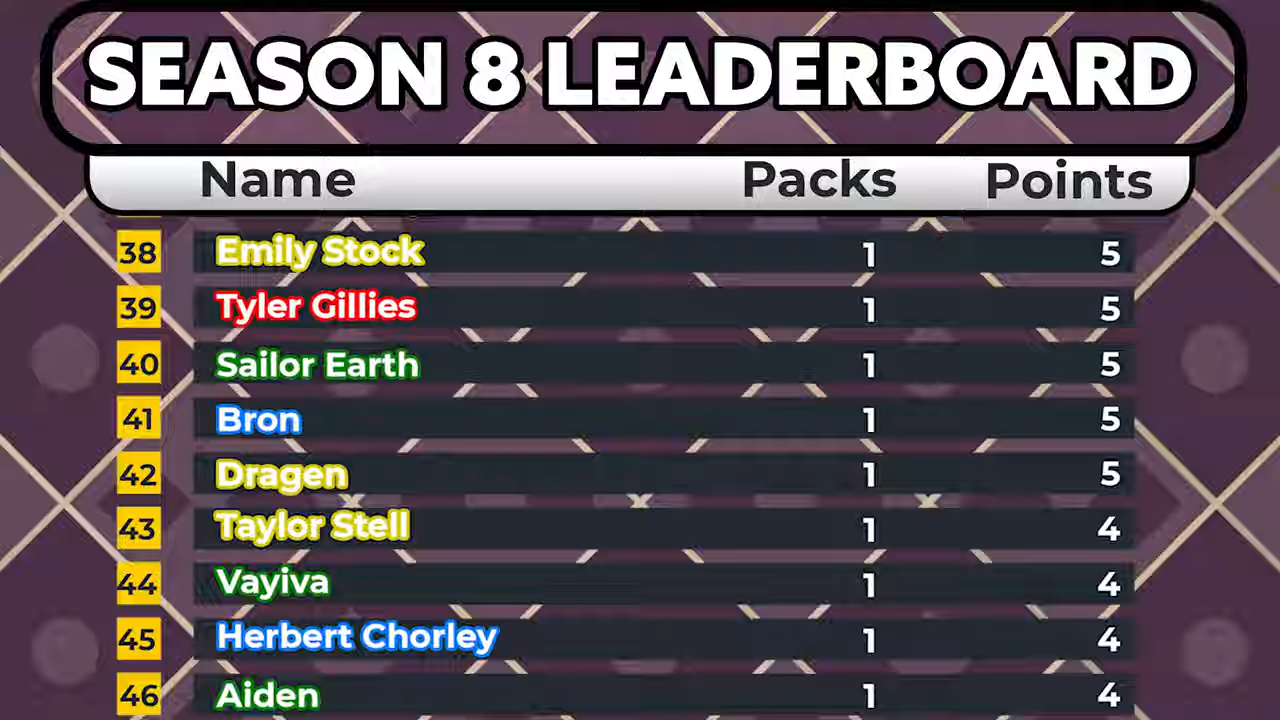 SEASON 8 LEADERBOARD
Name Packs Points
38 Emily Stock 1 5
39 Tyler Gillies 1 5
40 Sailor Earth 1 5
41 Bron 1 5
42 Dragen 1 5
43 Taylor Stell 1 4
44 Vayiva 1 4
45 Herbert Chorley 1 4
46 Aiden 1 4